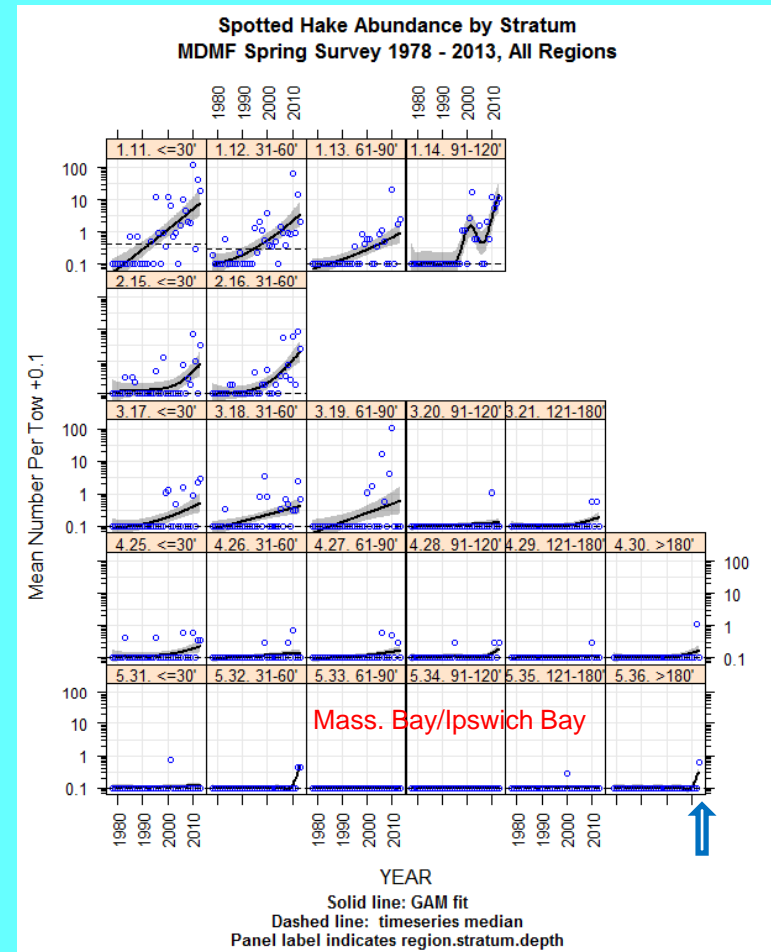 Spotted Hake Abundance by Stratum
MDMF Spring Survey 1978 - 2013, All Regions
1980 1990 2000 2010 1980 1990 2000 2010
1.11. <=30' 1.12. 31-60' 1.13. 61-90' 1.14. 91-120'
100
10
1
0.1
2.15. <=30' 2.16. 31-60'
3.17. <=30' 3.18. 31-60' 3.19. 61-90' 3.20. 91-120' 3.21. 121-180'
100
10
1
0.1
4.25. <=30' 4.26. 31-60' 4.27. 61-90' 4.28. 91-120' 4.29. 121-180' 4.30. >180'
100
10
1
0.1
5.31. <=30' 5.32. 31-60' 5.33. 61-90' 5.34. 91-120' 5.35. 121-180' 5.36. >180'
100
10
1
0.1
Mass. Bay/Ipswich Bay
Mean Number Per Tow +0.1
1980 1990 2000 2010 1980 1990 2000 2010 1980 1990 2000 2010
YEAR
Solid line: GAM fit
Dashed line: timeseries median
Panel label indicates region.stratum.depth